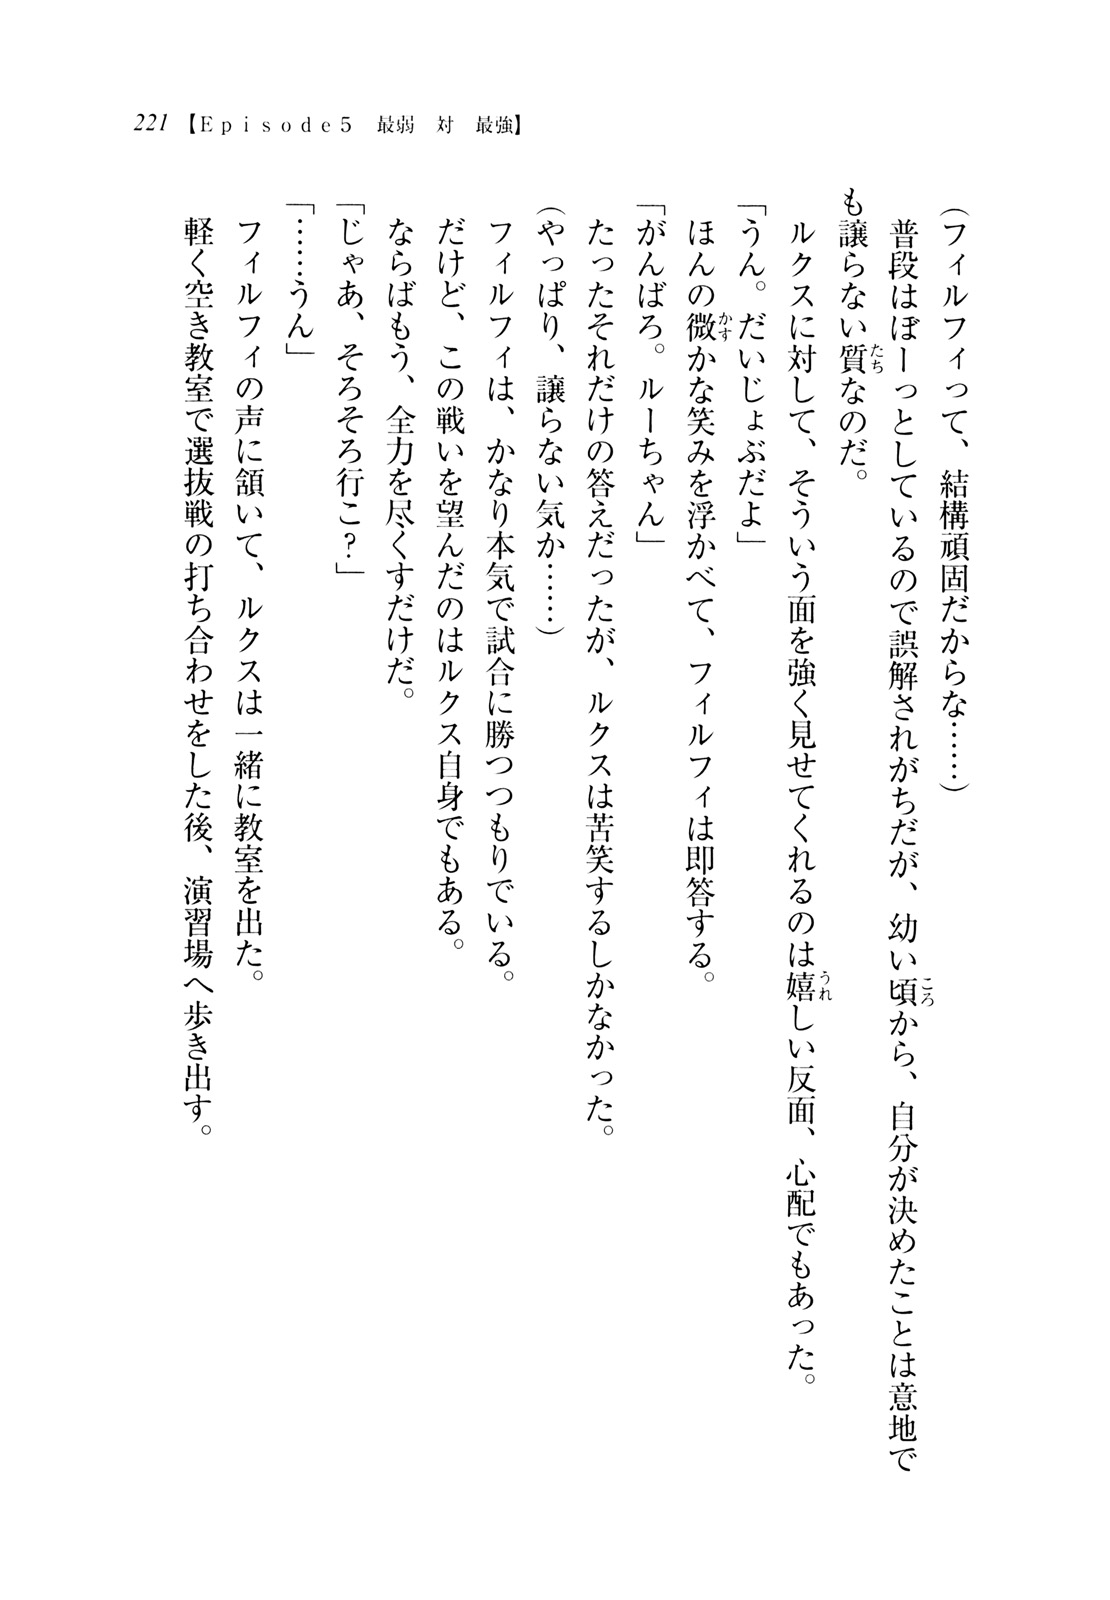 221【Episode5　最弱　対　最強】
（フィルフィって、結構頑固だからな……）
普段はぼーっとしているので誤解されがちだが、幼い頃から、自分が決めたことは意地で
も譲らない質なのだ。
ルクスに対して、そういう面を強く見せてくれるのは嬉しい反面、心配でもあった。
「うん。だいじょぶだよ」
ほんの微かな笑みを浮かべて、フィルフィは即答する。
「がんばろ。ルーちゃん」
たったそれだけの答えだったが、ルクスは苦笑するしかなかった。
（やっぱり、譲らない気か……）
フィルフィは、かなり本気で試合に勝つつもりでいる。
だけど、この戦いを望んだのはルクス自身でもある。
ならばもう、全力を尽くすだけだ。
「じゃあ、そろそろ行こ？」
「……うん」
フィルフィの声に頷いて、ルクスは一緒に教室を出た。
軽く空き教室で選抜戦の打ち合わせをした後、演習場へ歩き出す。